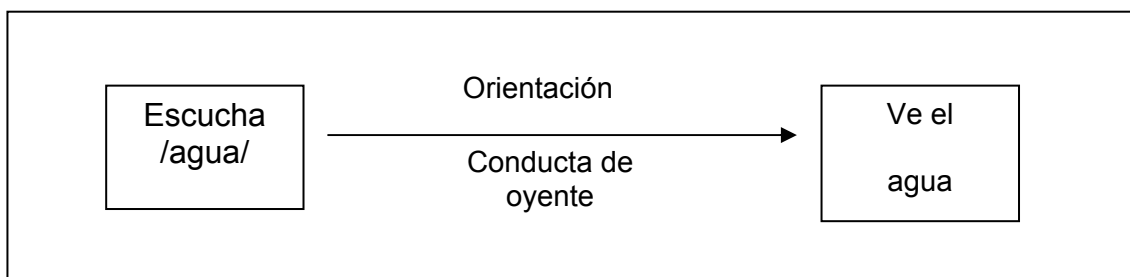 Escucha
/agua/
Orientación
Conducta de
oyente
Ve el
agua